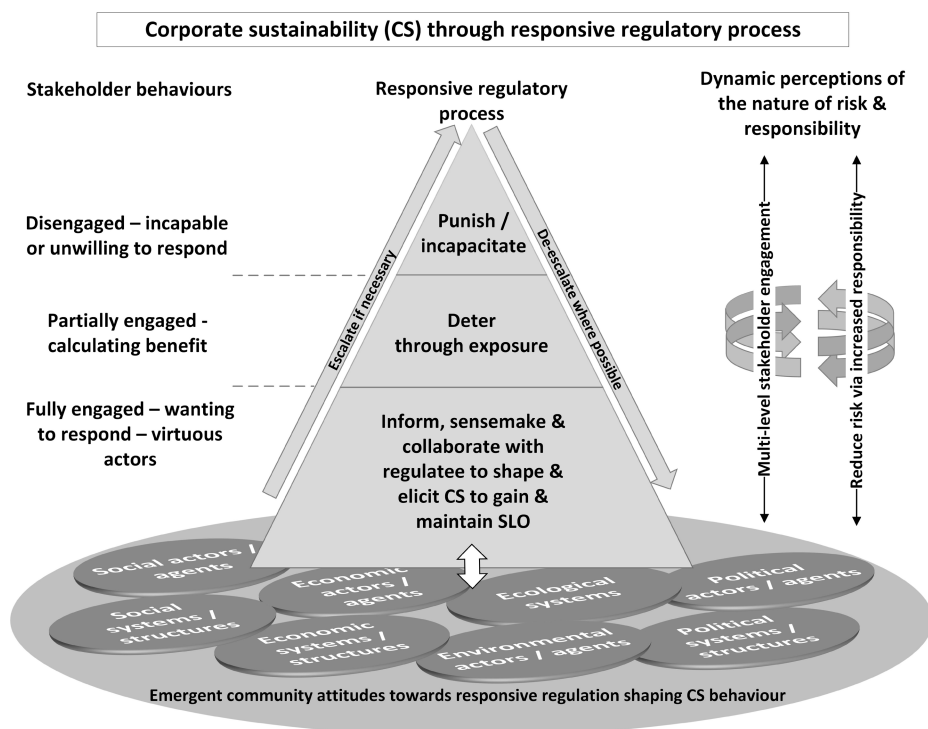 Corporate sustainability (CS) through responsive regulatory process
Stakeholder behaviours
Responsive regulatory
process
Dynamic perceptions of
the nature of risk &
responsibility
Disengaged – incapable
or unwilling to respond
Partially engaged -
calculating benefit
Fully engaged – wanting
to respond – virtuous
actors
Escalate if necessary
Punish /
incapacitate
Deter
through exposure
Inform, sensemake &
collaborate with
regulatee to shape &
elicit CS to gain &
maintain SLO
De-escalate where possible
Multi-level stakeholder engagement
Reduce risk via increased responsibility
Social actors /
agents
Economic
actors /
agents
Ecological
systems
Political
actors / agents
Social
systems /
structures
Economic
systems /
structures
Environmental
actors / agents
Political
systems /
structures
Emergent community attitudes towards responsive regulation shaping CS behaviour